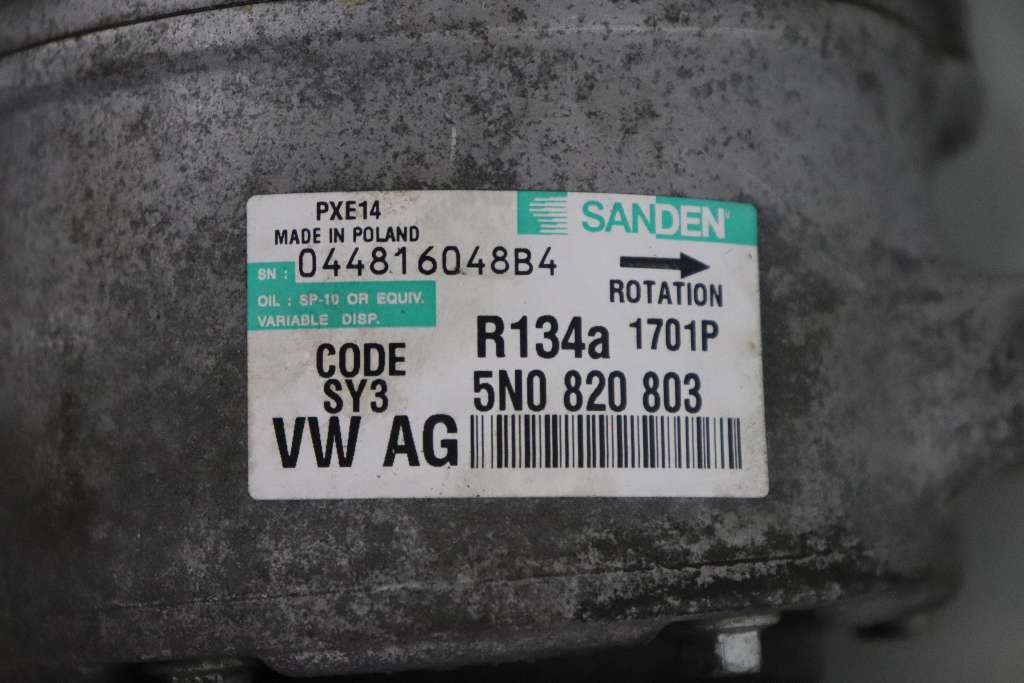 PXE14
MADE IN POLAND
SANDEN
SN : 044816048B4
ROTATION
OIL : SP-10 OR EQUIV.
VARIABLE DISP.
R134a 1701P
CODE
SY3
5N0 820 803
VW AG